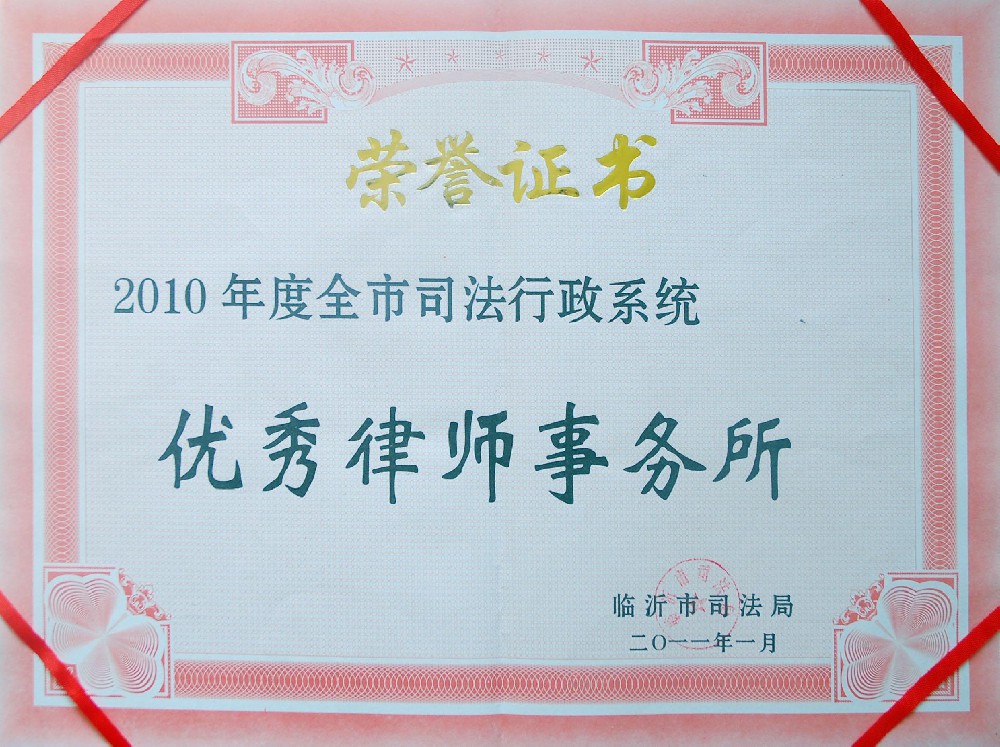 荣誉证书
2010年度全市司法行政系统
优秀律师事务所
临沂市司法局
二〇一一年一月